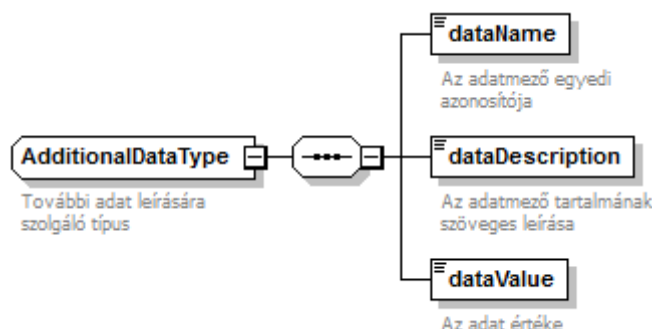 dataName
Az adatmező egyedi
azonosítója
AdditionalDataType
További adat leírására
szolgáló típus
dataDescription
Az adatmező tartalmának
szöveges leírása
dataValue
Az adat értéke